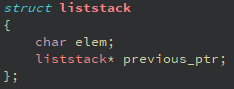 struct liststack
{
    char elem;
    liststack* previous_ptr;
};